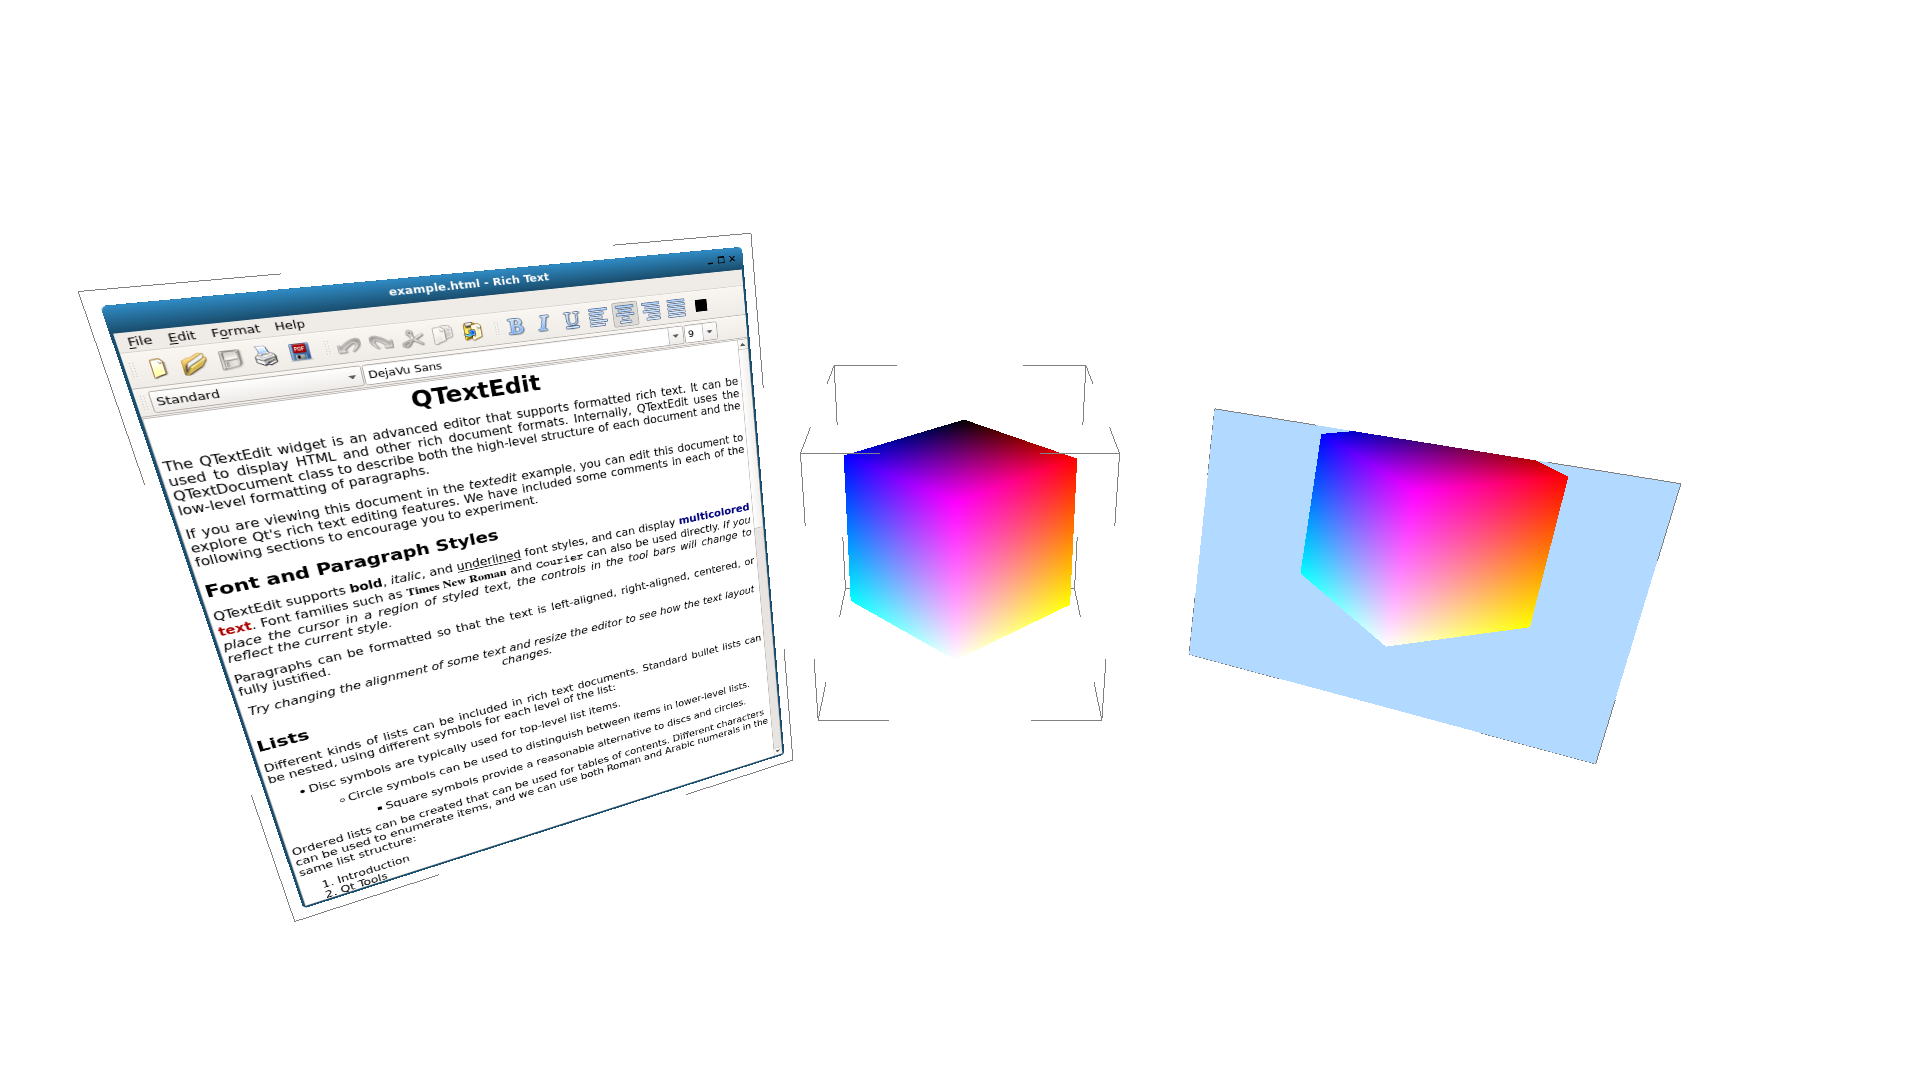 example.html - Rich Text
File Edit Format Help
B I U
Standard DejaVu Sans 9
QTextEdit
The QTextEdit widget is an advanced editor that supports formatted rich text. It can be
used to display HTML and other rich document formats. Internally, QTextEdit uses the
QTextDocument class to describe both the high-level structure of each document and the
low-level formatting of paragraphs.
If you are viewing this document in the textedit example, you can edit this document to
explore Qt's rich text editing features. We have included some comments in each of the
following sections to encourage you to experiment.
Font and Paragraph Styles
QTextEdit supports bold, italic, and underlined font styles, and can display multicolored
text. Font families such as Times New Roman and Courier can also be used directly. If you
place the cursor in a region of styled text, the controls in the tool bars will change to
reflect the current style.
Paragraphs can be formatted so that the text is left-aligned, right-aligned, centered, or
fully justified.
Try changing the alignment of some text and resize the editor to see how the text layout
changes.
Lists
Different kinds of lists can be included in rich text documents. Standard bullet lists can
be nested, using different symbols for each level of the list:
• Disc symbols are typically used for top-level list items.
◦ Circle symbols can be used to distinguish between items in lower-level lists.
▪ Square symbols provide a reasonable alternative to discs and circles.
Ordered lists can be created that can be used for tables of contents. Different characters
can be used to enumerate items, and we can use both Roman and Arabic numerals in the
same list structure:
1. Introduction
2. Qt Tools